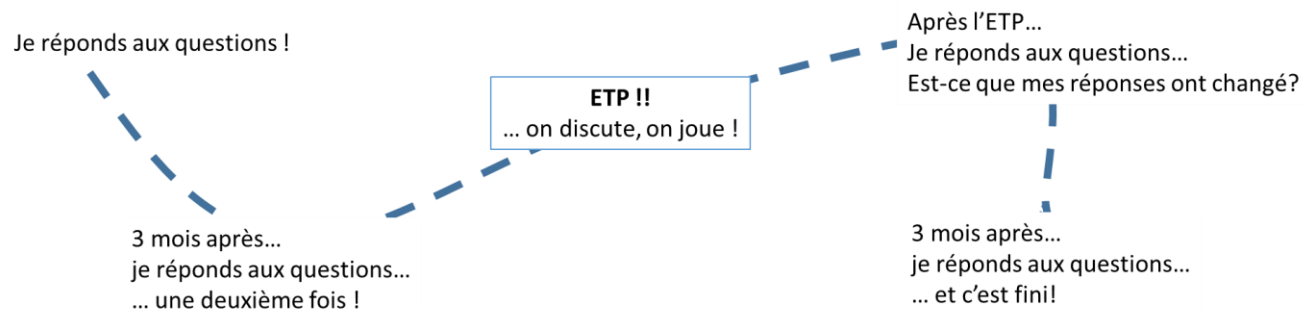 Je réponds aux questions !
3 mois après…
je réponds aux questions…
… une deuxième fois !
ETP !!
… on discute, on joue !
Après l’ETP…
Je réponds aux questions…
Est-ce que mes réponses ont changé?
3 mois après…
je réponds aux questions…
… et c’est fini!